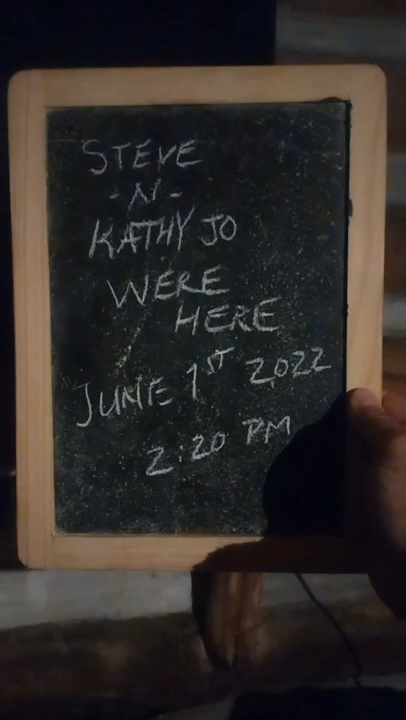 STEVE
-N-
KATHY JO
WERE
HERE
JUNE 1ST 2022
2:20 PM